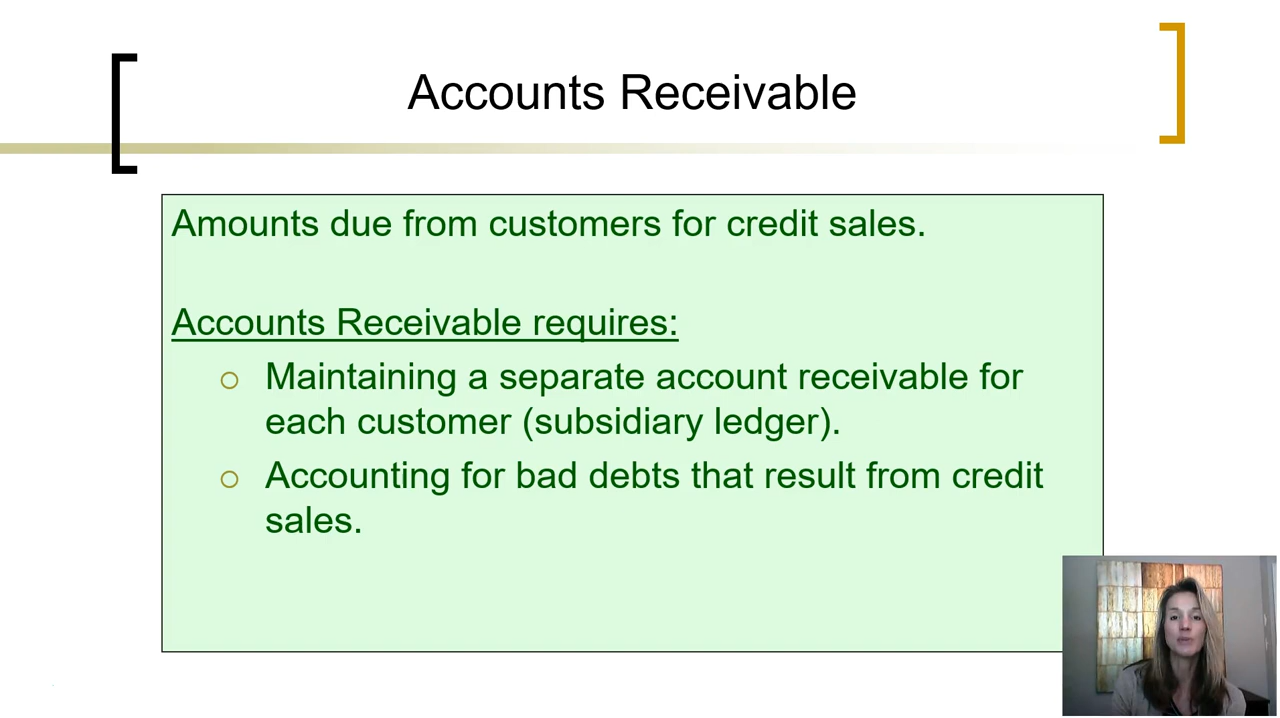 Accounts Receivable
Amounts due from customers for credit sales.
Accounts Receivable requires:
Maintaining a separate account receivable for
each customer (subsidiary ledger).
Accounting for bad debts that result from credit
sales.